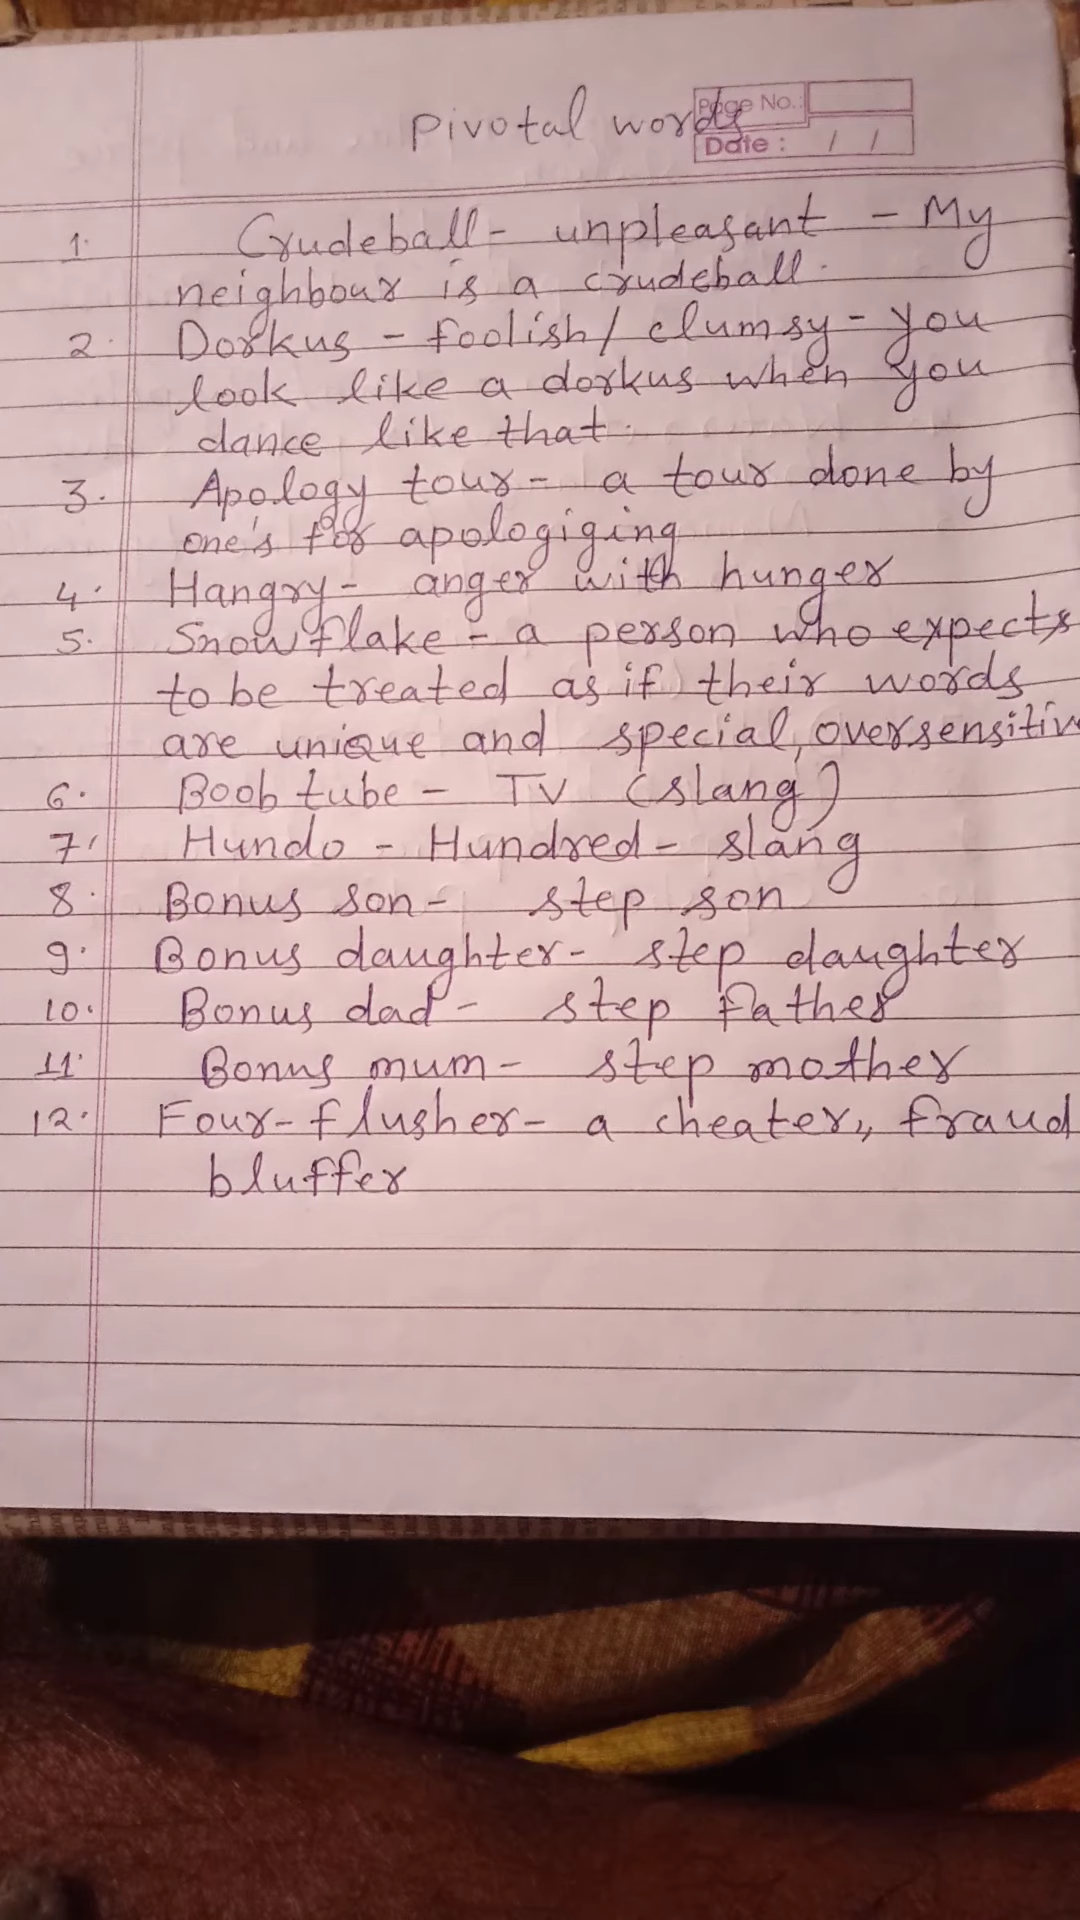 Pivotal words
Page No.:
Date : / /
1. Crudeball - unpleasant - My
neighbour is a crudeball.
2. Dorkus - foolish / clumsy - you
look like a dorkus when you
dance like that.
3. Apology tour - a tour done by
one's for apologiging
4. Hangry - anger with hunger
5. Snowflake - a person who expects
to be treated as if their words
are unique and special, oversensitiv
6. Boob tube - TV (slang)
7. Hundo - Hundred - slang
8. Bonus son - step son
9. Bonus daughter - step daughter
10. Bonus dad - step father
11. Bonus mum - step mother
12. Four-flusher - a cheater,, fraud
bluffer